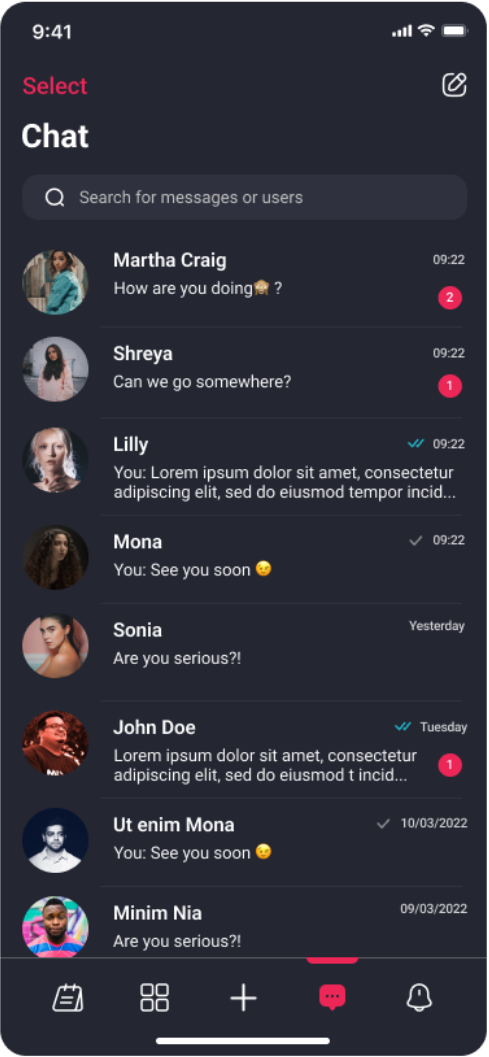 9:41
Select
Chat
Search for messages or users
Martha Craig
09:22
How are you doing🙈 ?
2
Shreya
09:22
Can we go somewhere?
1
Lilly
09:22
You: Lorem ipsum dolor sit amet, consectetur
adipiscing elit, sed do eiusmod tempor incid...
Mona
09:22
You: See you soon 😉
Sonia
Yesterday
Are you serious?!
John Doe
Tuesday
Lorem ipsum dolor sit amet, consectetur
adipiscing elit, sed do eiusmod t incid...
1
Ut enim Mona
10/03/2022
You: See you soon 😉
Minim Nia
09/03/2022
Are you serious?!